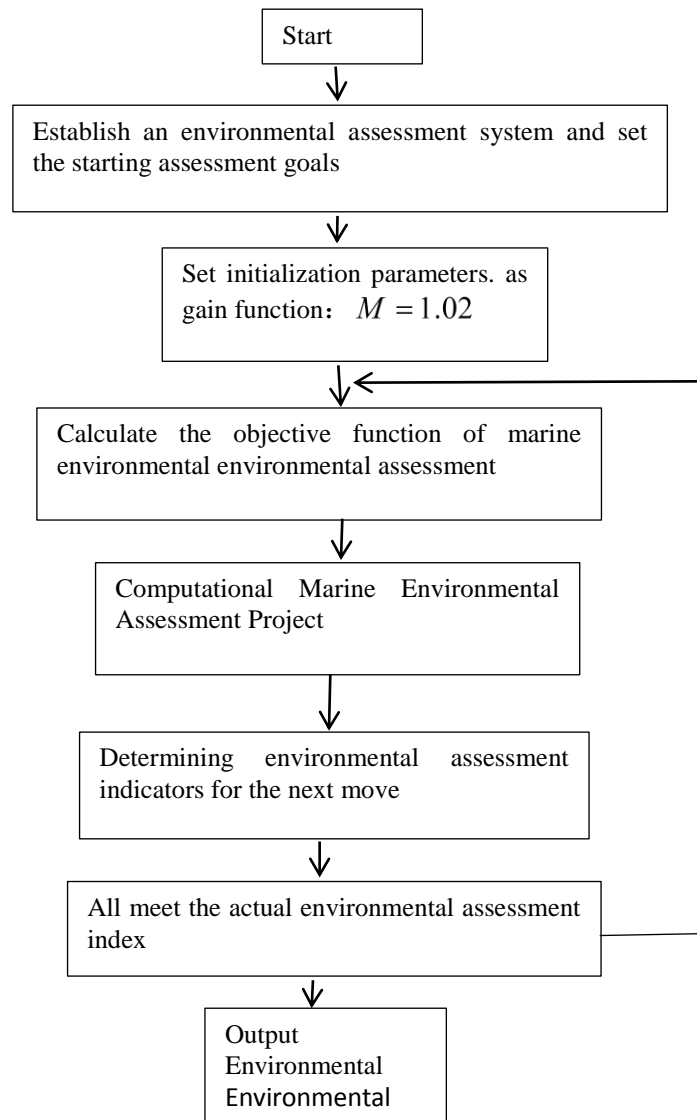 Start
Establish an environmental assessment system and set
the starting assessment goals
Set initialization parameters. as
gain function： M = 1.02
Calculate the objective function of marine
environmental environmental assessment
Computational Marine Environmental
Assessment Project
Determining environmental assessment
indicators for the next move
All meet the actual environmental assessment
index
Output
Environmental
Environmental